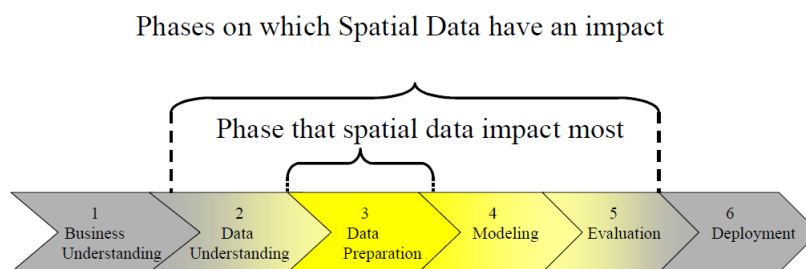 Phases on which Spatial Data have an impact
Phase that spatial data impact most
1
Business
Understanding
2
Data
Understanding
3
Data
Preparation
4
Modeling
5
Evaluation
6
Deployment